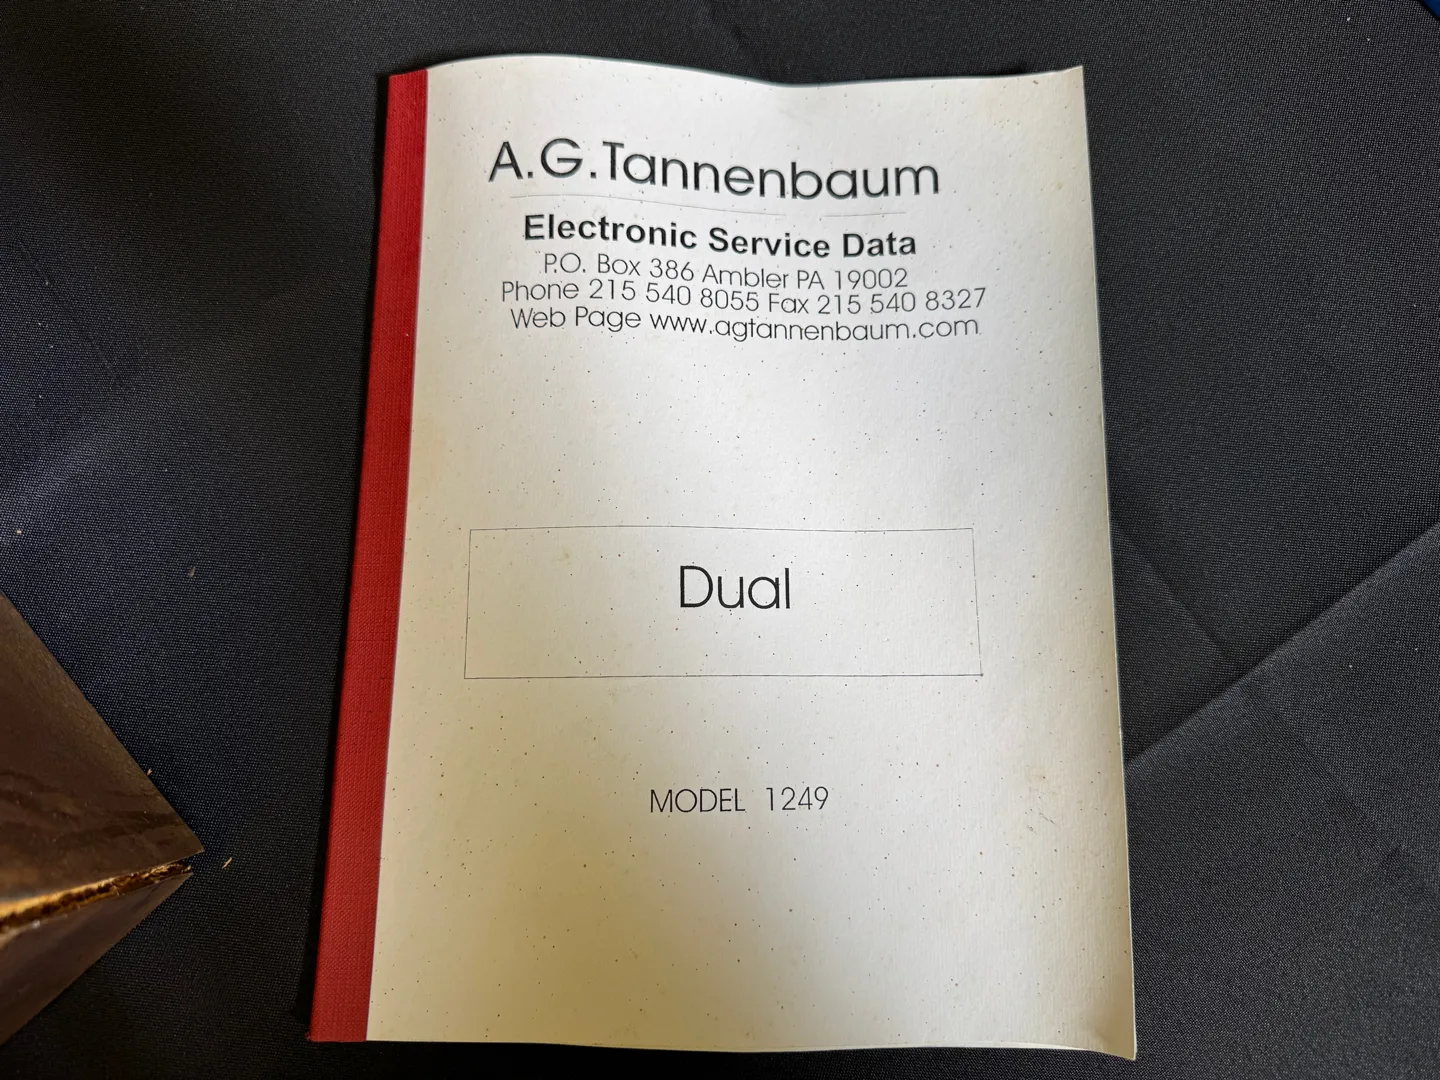 A.G.Tannenbaum
Electronic Service Data
P.O. Box 386 Ambler PA 19002
Phone 215 540 8055 Fax 215 540 8327
Web Page www.agtannenbaum.com
Dual
MODEL 1249